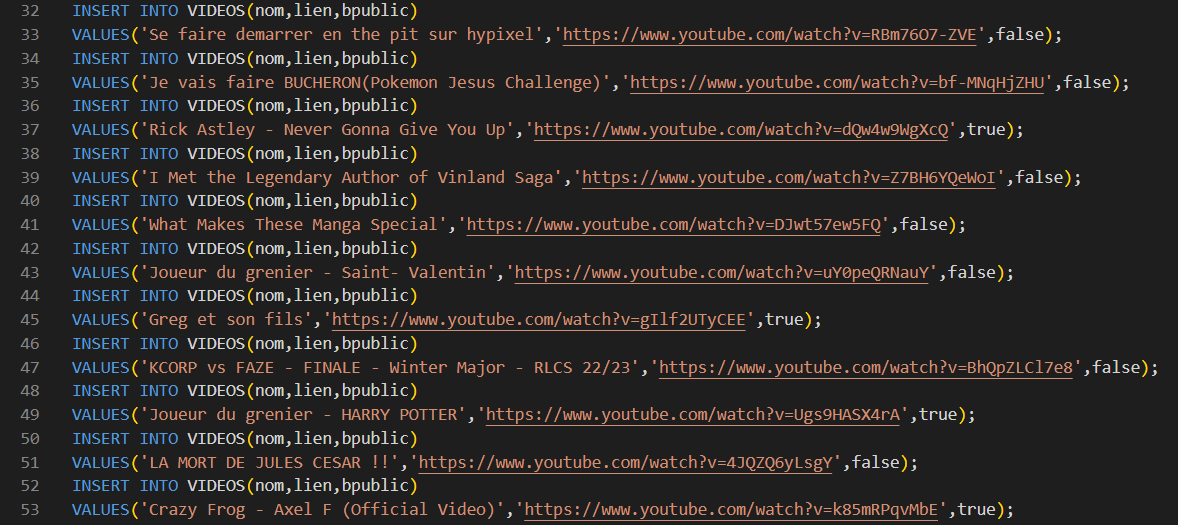 32 INSERT INTO VIDEOS(nom,lien,bpublic)
33 VALUES('Se faire demarrer en the pit sur hypixel','https://www.youtube.com/watch?v=RBm76O7-ZVE',false);
34 INSERT INTO VIDEOS(nom,lien,bpublic)
35 VALUES('Je vais faire BUCHERON(Pokemon Jesus Challenge)','https://www.youtube.com/watch?v=bf-MNqHjZHU',false);
36 INSERT INTO VIDEOS(nom,lien,bpublic)
37 VALUES('Rick Astley - Never Gonna Give You Up','https://www.youtube.com/watch?v=dQw4w9WgXcQ',true);
38 INSERT INTO VIDEOS(nom,lien,bpublic)
39 VALUES('I Met the Legendary Author of Vinland Saga','https://www.youtube.com/watch?v=Z7BH6YQeWoI',false);
40 INSERT INTO VIDEOS(nom,lien,bpublic)
41 VALUES('What Makes These Manga Special','https://www.youtube.com/watch?v=DJwt57ew5FQ',false);
42 INSERT INTO VIDEOS(nom,lien,bpublic)
43 VALUES('Joueur du grenier - Saint- Valentin','https://www.youtube.com/watch?v=uY0peQRNauY',false);
44 INSERT INTO VIDEOS(nom,lien,bpublic)
45 VALUES('Greg et son fils','https://www.youtube.com/watch?v=gIlf2UTyCEE',true);
46 INSERT INTO VIDEOS(nom,lien,bpublic)
47 VALUES('KCORP vs FAZE - FINALE - Winter Major - RLCS 22/23','https://www.youtube.com/watch?v=BhQpZLCl7e8',false);
48 INSERT INTO VIDEOS(nom,lien,bpublic)
49 VALUES('Joueur du grenier - HARRY POTTER','https://www.youtube.com/watch?v=Ugs9HASX4rA',true);
50 INSERT INTO VIDEOS(nom,lien,bpublic)
51 VALUES('LA MORT DE JULES CESAR !!','https://www.youtube.com/watch?v=4JQZQ6yLsgY',false);
52 INSERT INTO VIDEOS(nom,lien,bpublic)
53 VALUES('Crazy Frog - Axel F (Official Video)','https://www.youtube.com/watch?v=k85mRPqvMbE',true);